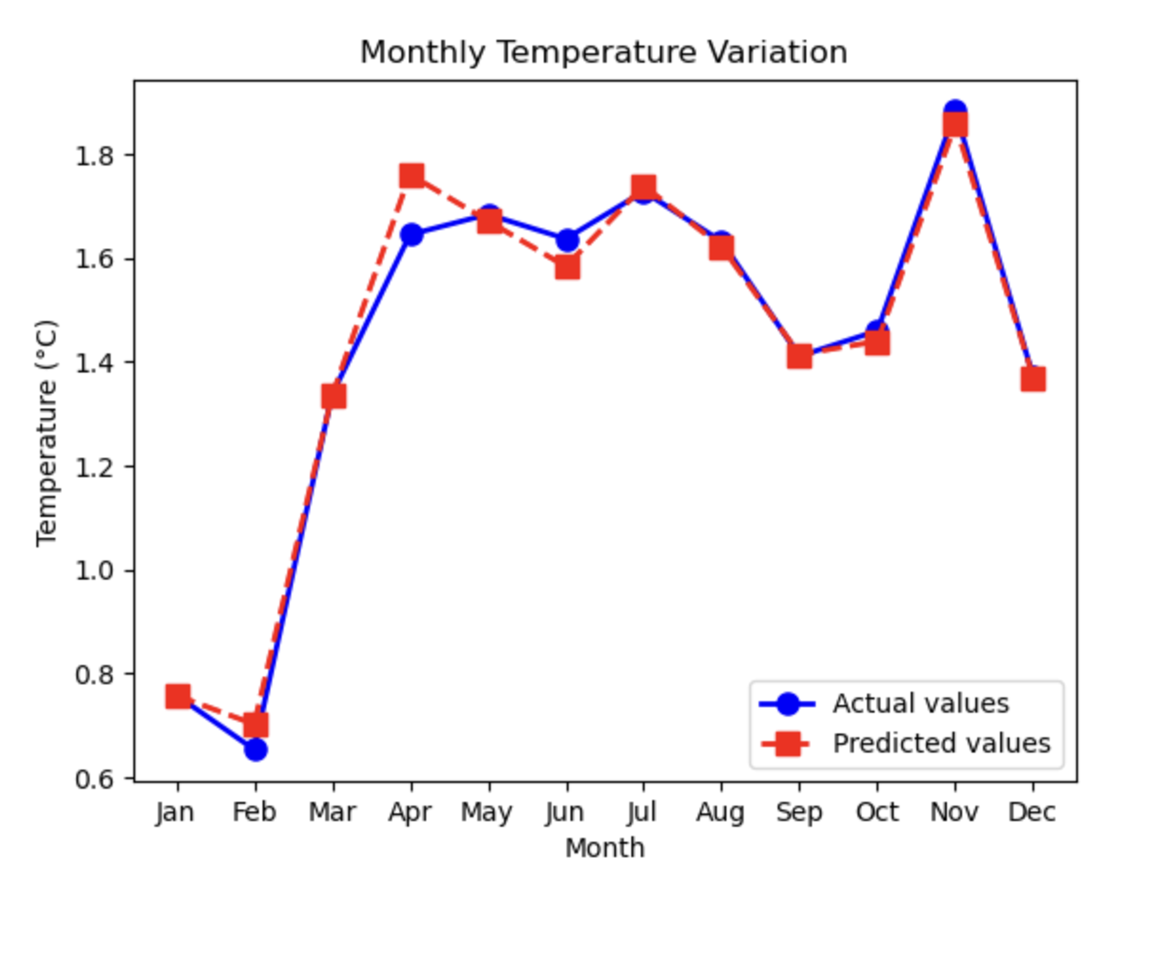 Monthly Temperature Variation
Temperature (°C)
1.8
1.6
1.4
1.2
1.0
0.8
0.6
Actual values
Predicted values
Jan Feb Mar Apr May Jun Jul Aug Sep Oct Nov Dec
Month